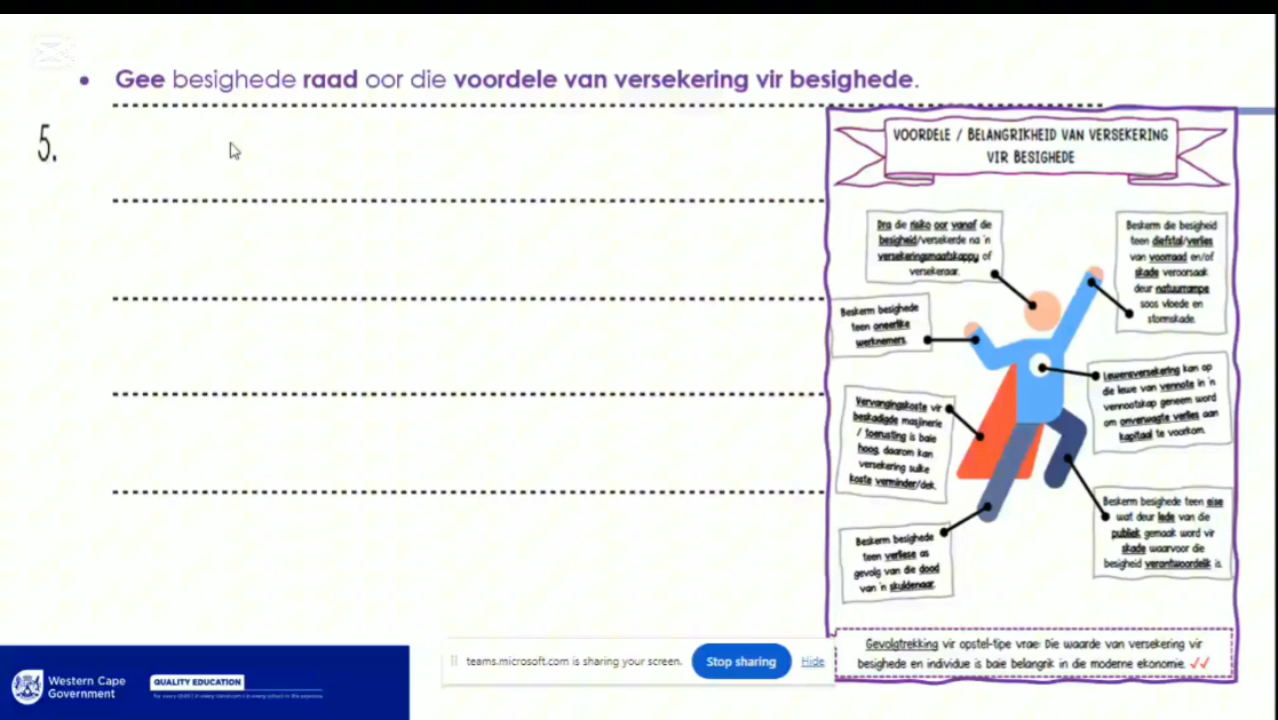 • Gee besighede raad oor die voordele van versekering vir besighede.
5.
VOORDELE / BELANGRIKHEID VAN VERSEKERING
VIR BESIGHEDE
Dra die risiko oor vanaf die
besigheid/versekerde na 'n
versekeringsmaatskappy of
versekeraar.
Beskerm die besigheid
teen diefstal/verlies
van voorraad en/of
skade veroorsaak
deur natuurrampe
soos vloede en
stormskade.
Beskerm besighede
teen oneerlike
werknemers.
Lewensversekering kan op
die lewe van vennote in 'n
vennootskap geneem word
om onverwagte verlies aan
kapitaal te voorkom.
Vervangingskoste vir
beskadigde masjinerie
/ toerusting is baie
hoog, daarom kan
versekering sulke
koste verminder/dek.
Beskerm besighede teen eise
wat deur lede van die
publiek gemaak word vir
skade waarvoor die
besigheid verantwoordelik is.
Beskerm besighede
teen verliese as
gevolg van die dood
van 'n skuldenaar.
Gevolgtrekking vir opstel-tipe vrae: Die waarde van versekering vir
besighede en individue is baie belangrik in die moderne ekonomie. ✓✓
teams.microsoft.com is sharing your screen.
Stop sharing
Hide
Western Cape
Government
QUALITY EDUCATION